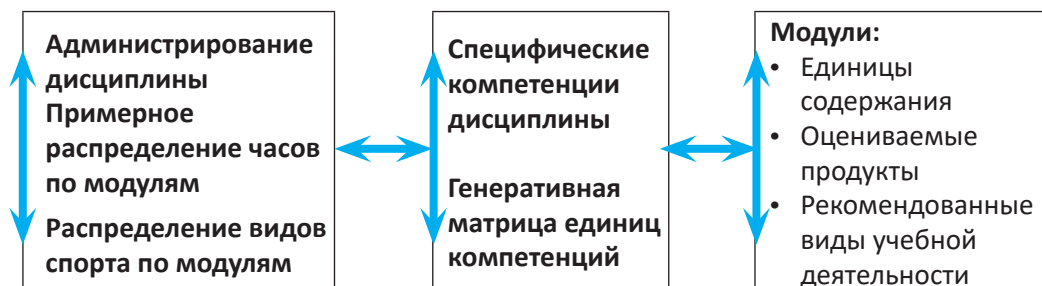 Администрирование
дисциплины
Примерное
распределение часов
по модулям
Распределение видов
спорта по модулям
Специфические
компетенции
дисциплины
Генеративная
матрица единиц
компетенций
Модули:
• Единицы
содержания
• Оцениваемые
продукты
• Рекомендованные
виды учебной
деятельности